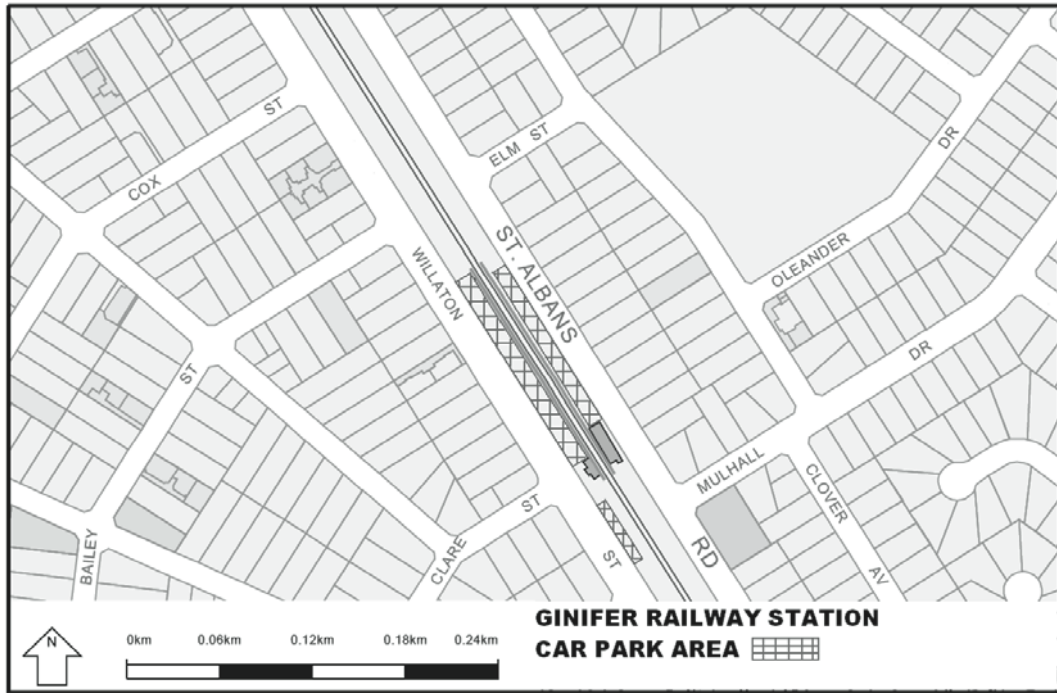 COX ST
ELM ST
ST. ALBANS RD
WILLATON ST
OLEANDER DR
MULHALL DR
CLOVER AV
CLARE ST
BAILEY ST
N
0km 0.06km 0.12km 0.18km 0.24km
GINIFER RAILWAY STATION
CAR PARK AREA